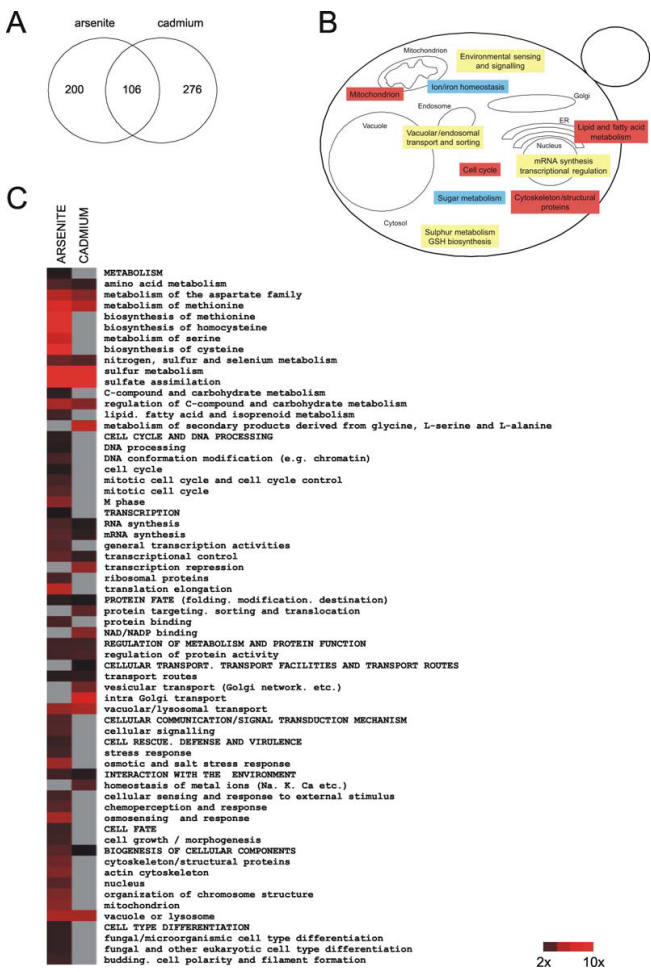 A
arsenite
cadmium
200
106
276
B
Mitochondrion
Environmental sensing
and signalling
Ion/iron homeostasis
Mitochondrion
Golgi
Endosome
ER
Vacuole
Vacuolar/endosomal
transport and sorting
Lipid and fatty acid
metabolism
Nucleus
mRNA synthesis
transcriptional regulation
Cell cycle
Sugar metabolism
Cytoskeleton/structural
proteins
Cytosol
Sulphur metabolism
GSH biosynthesis
C
ARSENITE
CADMIUM
METABOLISM
amino acid metabolism
metabolism of the aspartate family
metabolism of methionine
biosynthesis of methionine
biosynthesis of homocysteine
metabolism of serine
biosynthesis of cysteine
nitrogen, sulfur and selenium metabolism
sulfur metabolism
sulfate assimilation
C-compound and carbohydrate metabolism
regulation of C-compound and carbohydrate metabolism
lipid. fatty acid and isoprenoid metabolism
metabolism of secondary products derived from glycine, L-serine and L-alanine
CELL CYCLE AND DNA PROCESSING
DNA processing
DNA conformation modification (e.g. chromatin)
cell cycle
mitotic cell cycle and cell cycle control
mitotic cell cycle
M phase
TRANSCRIPTION
RNA synthesis
mRNA synthesis
general transcription activities
transcriptional control
transcription repression
ribosomal proteins
translation elongation
PROTEIN FATE (folding. modification. destination)
protein targeting. sorting and translocation
protein binding
NAD/NADP binding
REGULATION OF METABOLISM AND PROTEIN FUNCTION
regulation of protein activity
CELLULAR TRANSPORT. TRANSPORT FACILITIES AND TRANSPORT ROUTES
transport routes
vesicular transport (Golgi network. etc.)
intra Golgi transport
vacuolar/lysosomal transport
CELLULAR COMMUNICATION/SIGNAL TRANSDUCTION MECHANISM
cellular signalling
CELL RESCUE. DEFENSE AND VIRULENCE
stress response
osmotic and salt stress response
INTERACTION WITH THE ENVIRONMENT
homeostasis of metal ions (Na. K. Ca etc.)
cellular sensing and response to external stimulus
chemoperception and response
osmosensing and response
CELL FATE
cell growth / morphogenesis
BIOGENESIS OF CELLULAR COMPONENTS
cytoskeleton/structural proteins
actin cytoskeleton
nucleus
organization of chromosome structure
mitochondrion
vacuole or lysosome
CELL TYPE DIFFERENTIATION
fungal/microorganismic cell type differentiation
fungal and other eukaryotic cell type differentiation
budding. cell polarity and filament formation
2x
10x